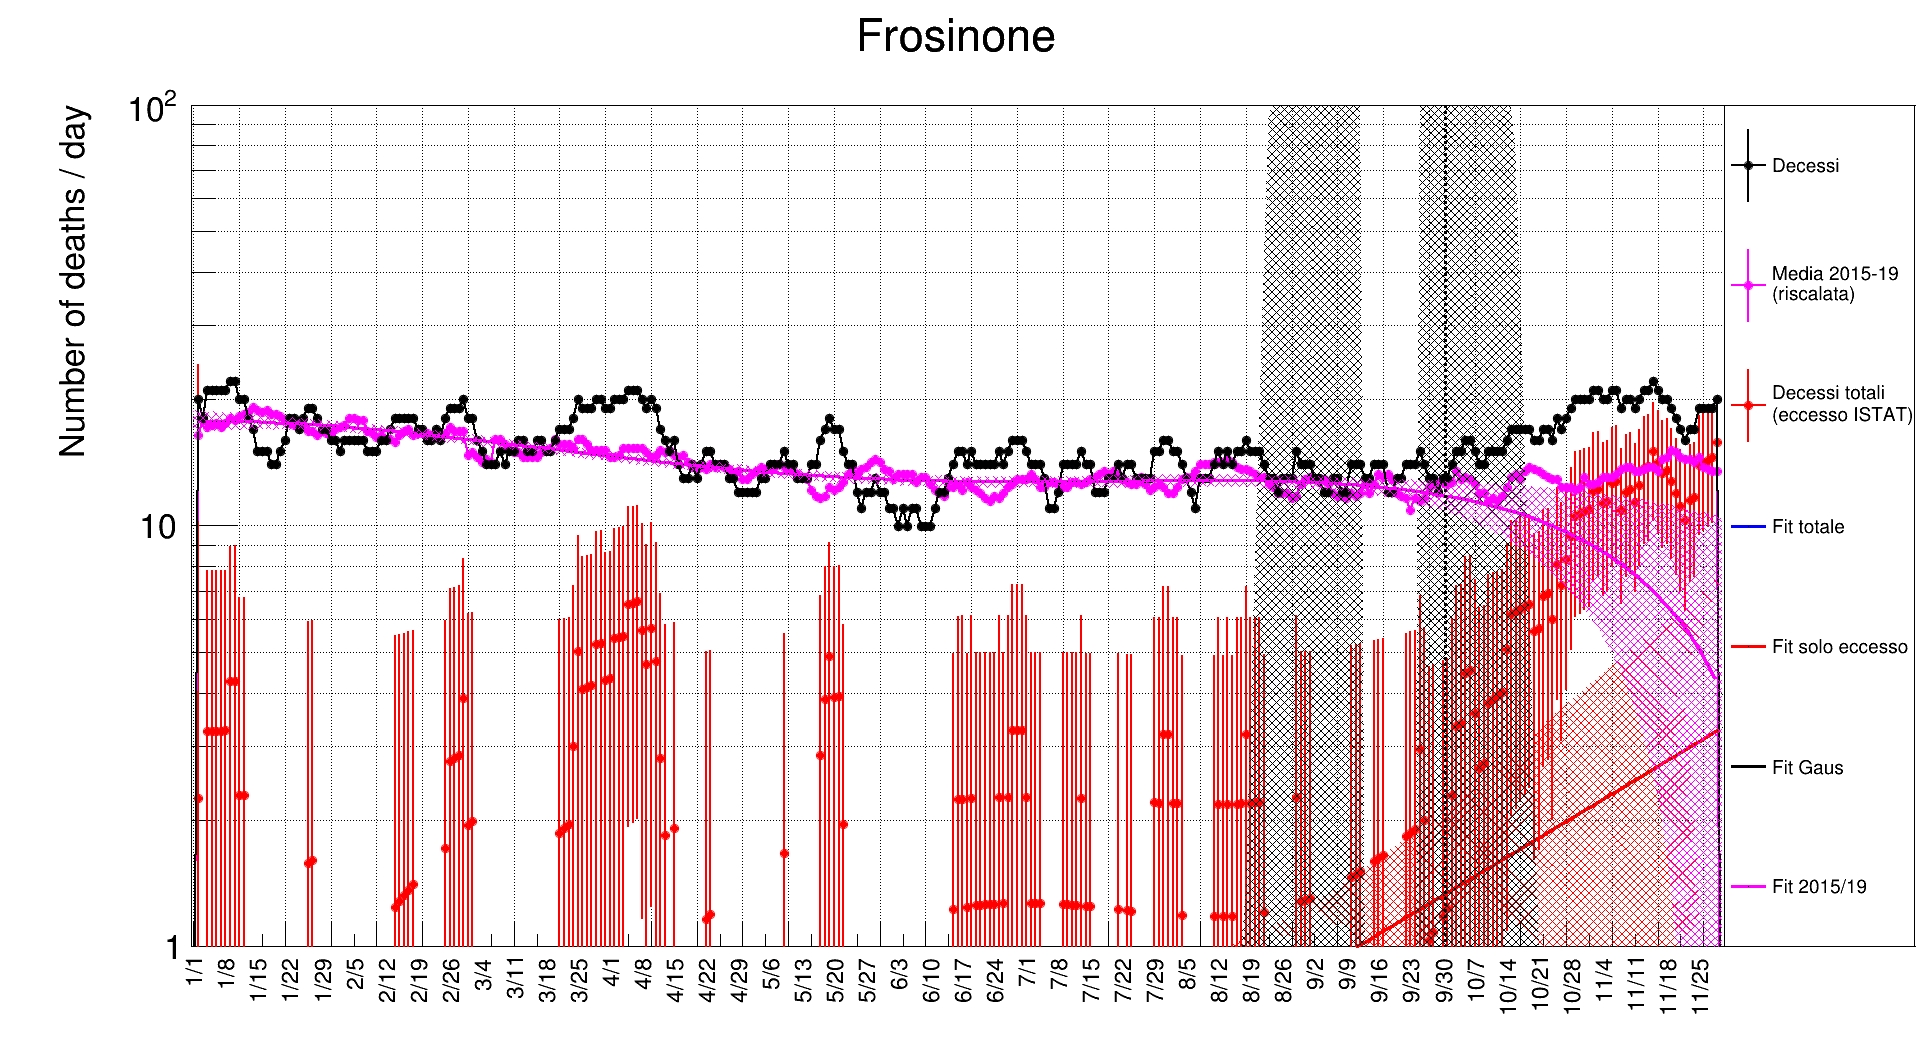 Frosinone
Number of deaths / day
10²
10
1
1/1 1/8 1/15 1/22 1/29 2/5 2/12 2/19 2/26 3/4 3/11 3/18 3/25 4/1 4/8 4/15 4/22 4/29 5/6 5/13 5/20 5/27 6/3 6/10 6/17 6/24 7/1 7/8 7/15 7/22 7/29 8/5 8/12 8/19 8/26 9/2 9/9 9/16 9/23 9/30 10/7 10/14 10/21 10/28 11/4 11/11 11/18 11/25
Decessi
Media 2015-19
(riscalata)
Decessi totali
(eccesso ISTAT)
Fit totale
Fit solo eccesso
Fit Gaus
Fit 2015/19